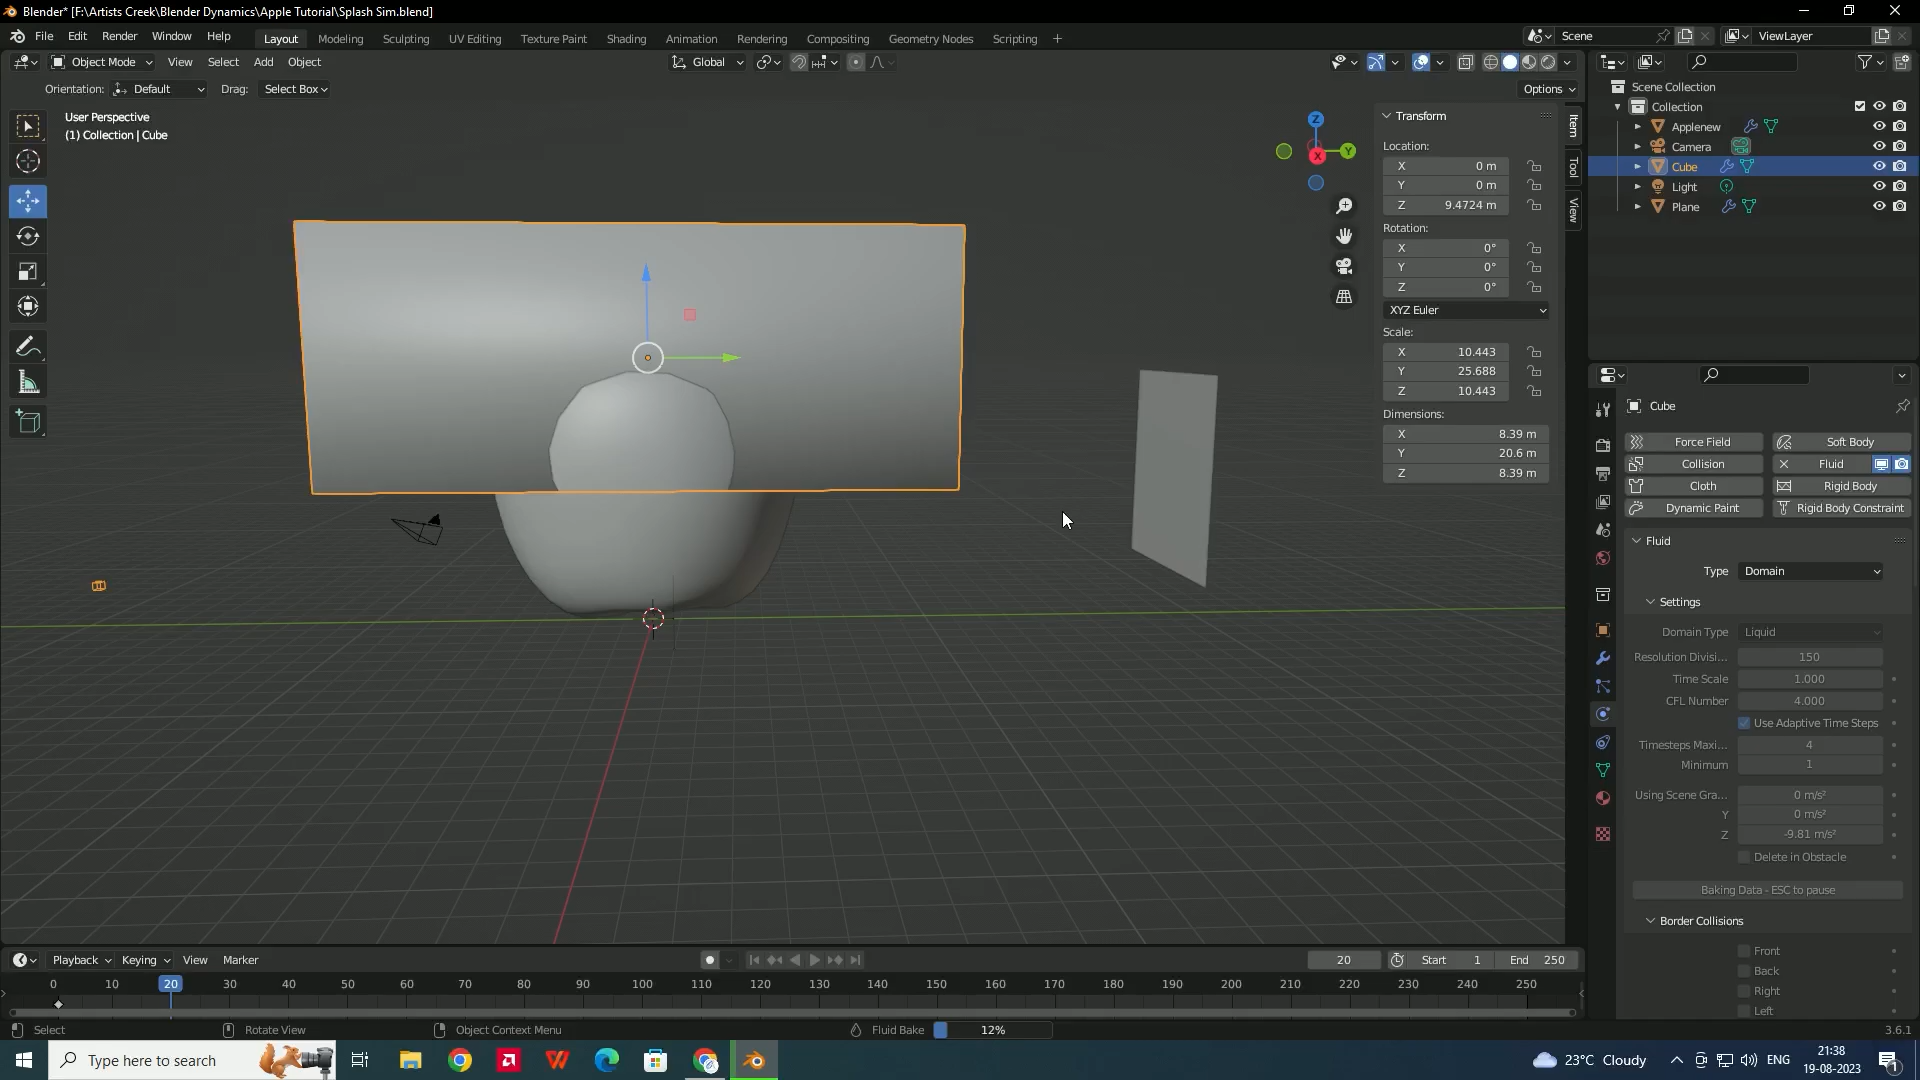 Blender* [F:\Artists Creek\Blender Dynamics\Apple Tutorial\Splash Sim.blend]
File Edit Render Window Help Layout Modeling Sculpting UV Editing Texture Paint Shading Animation Rendering Compositing Geometry Nodes Scripting + Scene ViewLayer
Object Mode View Select Add Object Global
Orientation: Default Drag: Select Box Options
User Perspective
(1) Collection | Cube
Z
Y
X
Transform
Location:
X 0 m
Y 0 m
Z 9.4724 m
Rotation:
X 0°
Y 0°
Z 0°
XYZ Euler
Scale:
X 10.443
Y 25.688
Z 10.443
Dimensions:
X 8.39 m
Y 20.6 m
Z 8.39 m
Item
Tool
View
Scene Collection
Collection
Applenew
Camera
Cube
Light
Plane
Cube
Force Field Soft Body
Collision Fluid
Cloth Rigid Body
Dynamic Paint Rigid Body Constraint
Fluid
Type Domain
Settings
Domain Type Liquid
Resolution Divisi... 150
Time Scale 1.000
CFL Number 4.000
Use Adaptive Time Steps
Timesteps Maxi... 4
Minimum 1
Using Scene Gra... 0 m/s²
Y 0 m/s²
Z -9.81 m/s²
Delete in Obstacle
Baking Data - ESC to pause
Border Collisions
Front
Back
Right
Left
Playback Keying View Marker 20 Start 1 End 250
0 10 20 30 40 50 60 70 80 90 100 110 120 130 140 150 160 170 180 190 200 210 220 230 240 250
Select Rotate View Object Context Menu Fluid Bake 12% 3.6.1
Type here to search 23°C Cloudy ENG 21:38
19-08-2023
1